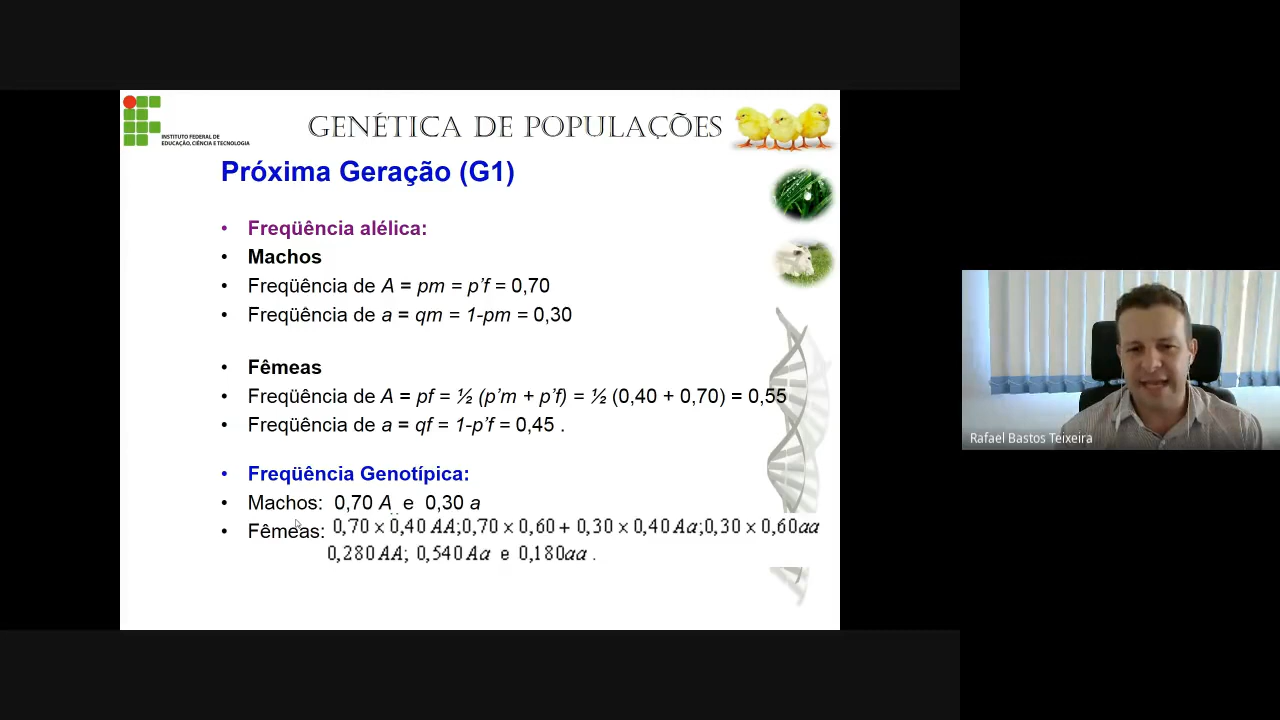 INSTITUTO FEDERAL DE
EDUCAÇÃO, CIÊNCIA E TECNOLOGIA
GENÉTICA DE POPULAÇÕES
Próxima Geração (G1)
• Freqüência alélica:
• Machos
• Freqüência de A = pm = p’f = 0,70
• Freqüência de a = qm = 1-pm = 0,30
• Fêmeas
• Freqüência de A = pf = ½ (p’m + p’f) = ½ (0,40 + 0,70) = 0,55
• Freqüência de a = qf = 1-p’f = 0,45 .
• Freqüência Genotípica:
• Machos: 0,70 A e 0,30 a
• Fêmeas: 0,70 × 0,40 AA;0,70 × 0,60 + 0,30 × 0,40 Aa;0,30 × 0,60aa
0,280 AA; 0,540 Aa e 0,180aa .
Rafael Bastos Teixeira